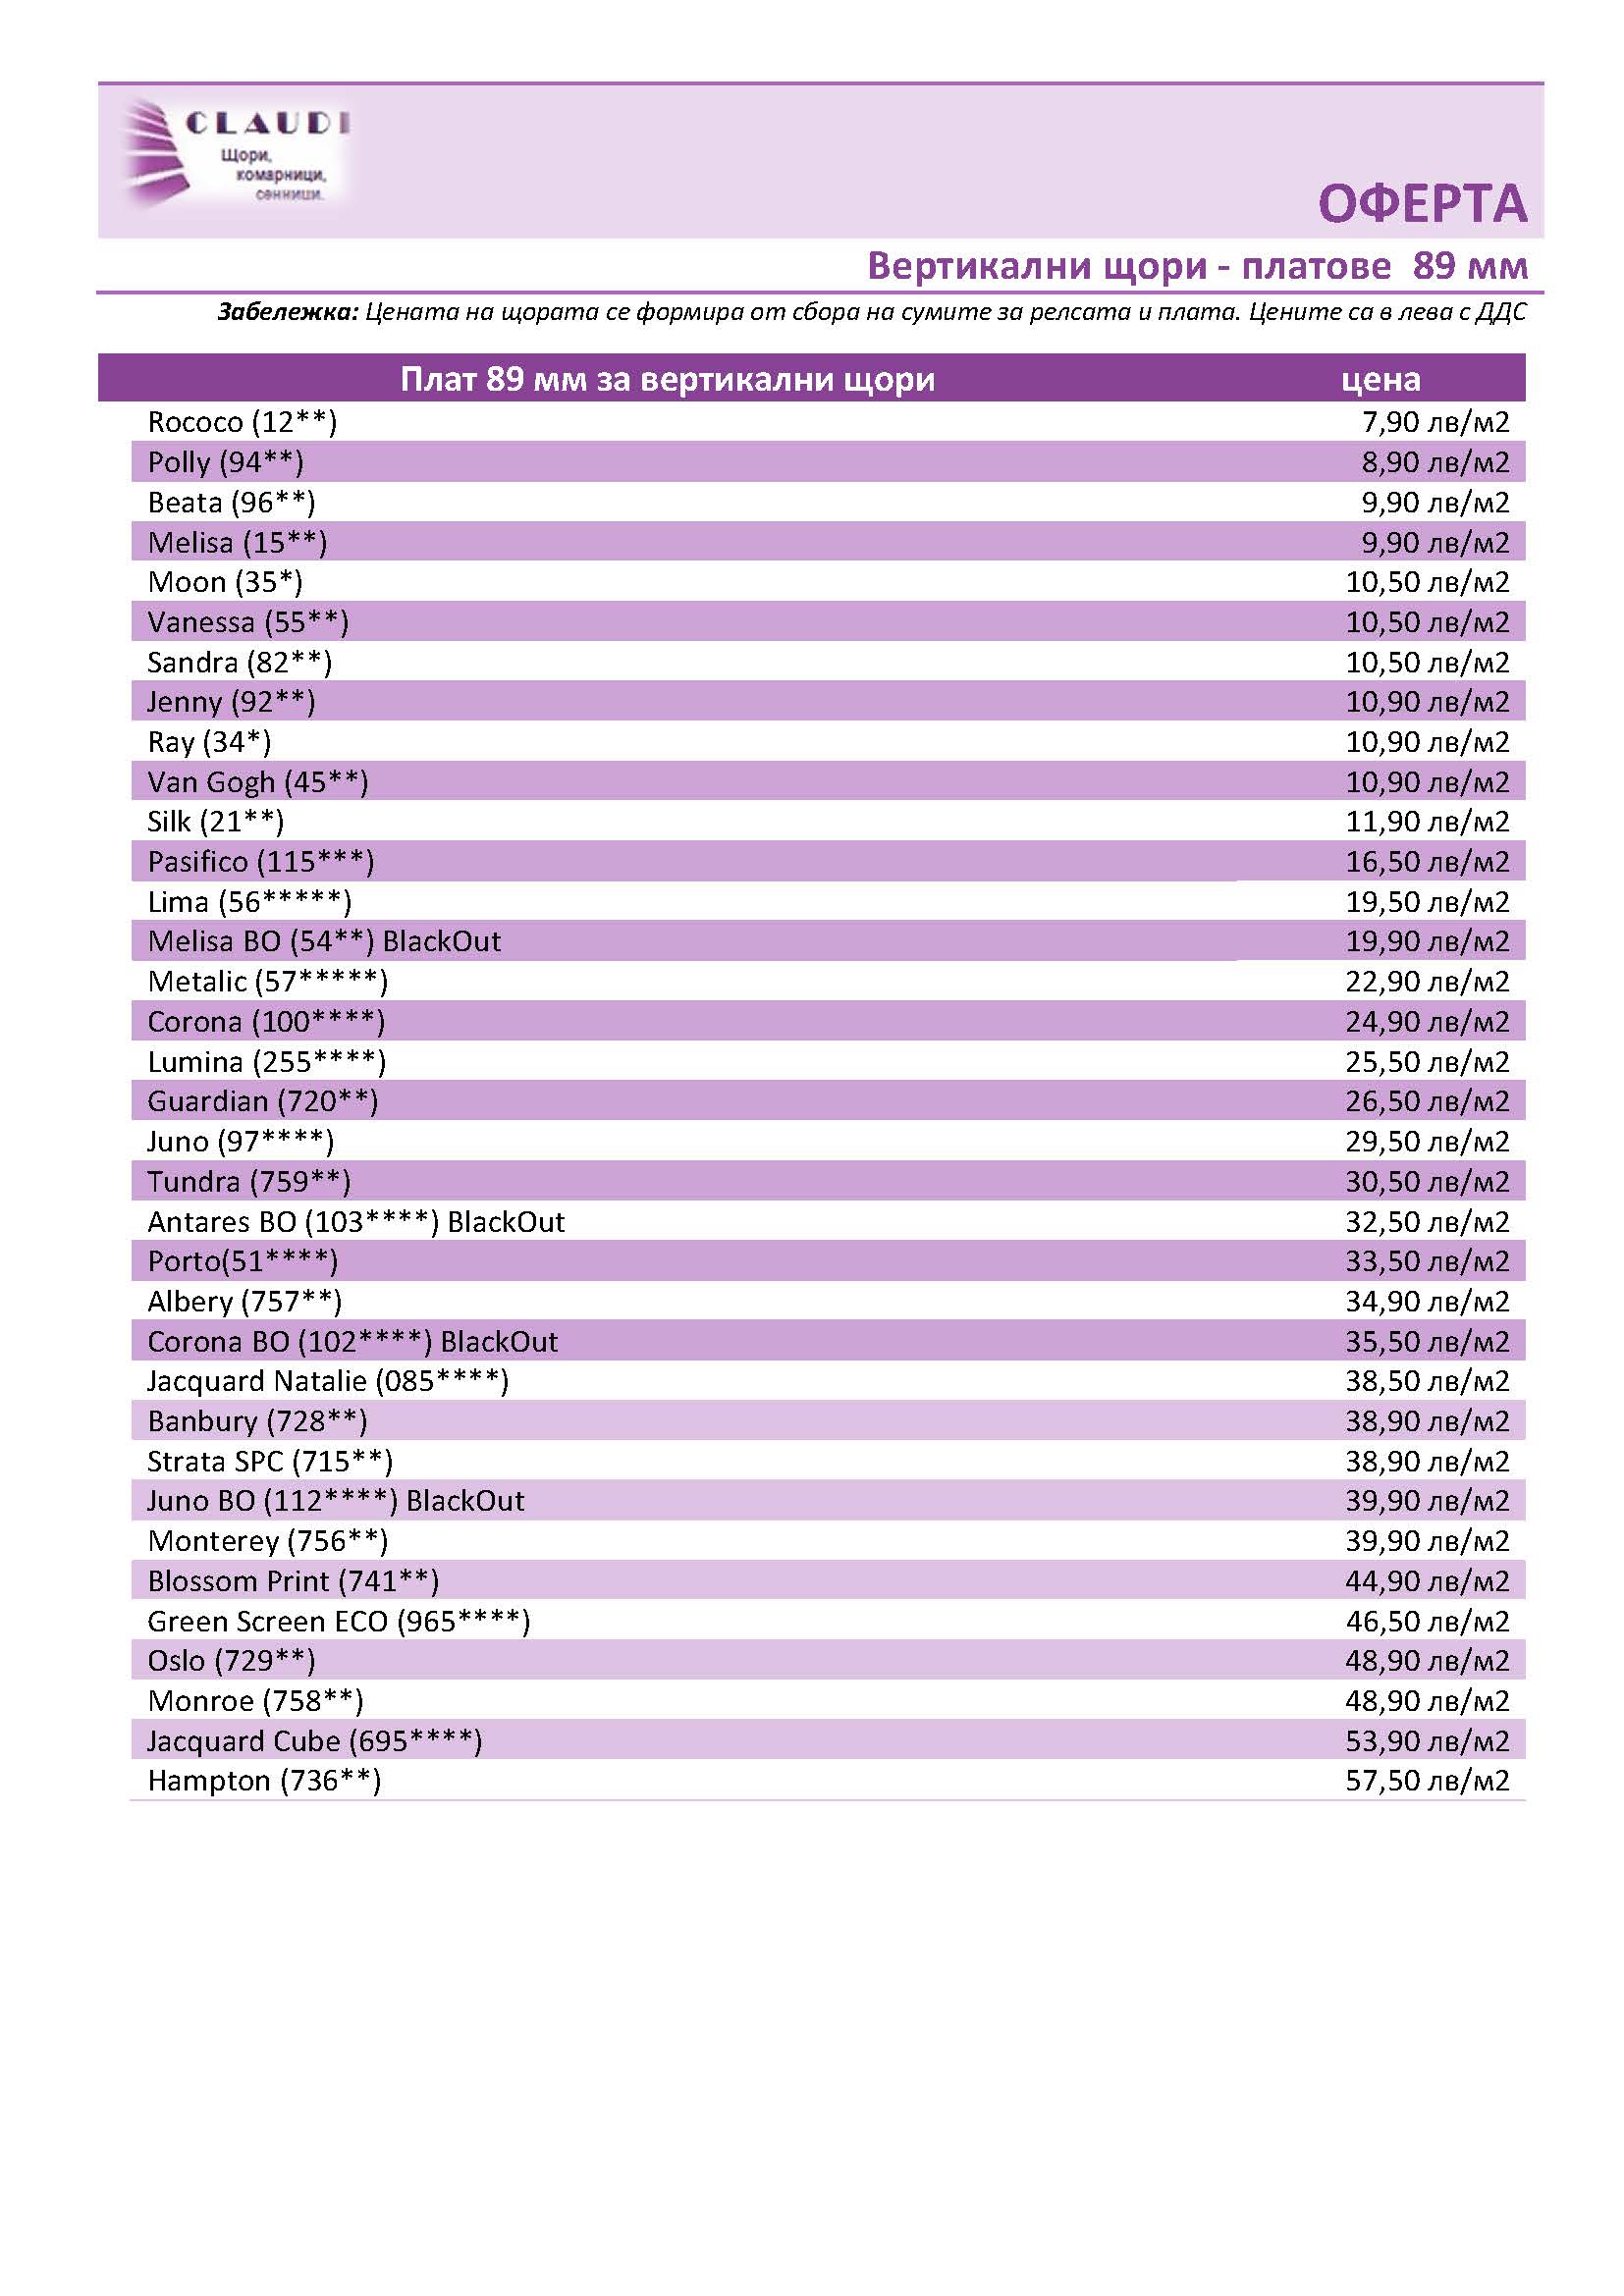 CLAUDI
Щори,
комарници,
сенници.
ОФЕРТА
Вертикални щори - платове 89 мм
Забележка: Цената на щората се формира от сбора на сумите за релсата и плата. Цените са в лева с ДДС
Плат 89 мм за вертикални щори цена
Rococo (12**) 7,90 лв/м2
Polly (94**) 8,90 лв/м2
Beata (96**) 9,90 лв/м2
Melisa (15**) 9,90 лв/м2
Moon (35*) 10,50 лв/м2
Vanessa (55**) 10,50 лв/м2
Sandra (82**) 10,50 лв/м2
Jenny (92**) 10,90 лв/м2
Ray (34*) 10,90 лв/м2
Van Gogh (45**) 10,90 лв/м2
Silk (21**) 11,90 лв/м2
Pasifico (115***) 16,50 лв/м2
Lima (56*****) 19,50 лв/м2
Melisa BO (54**) BlackOut 19,90 лв/м2
Metalic (57*****) 22,90 лв/м2
Corona (100****) 24,90 лв/м2
Lumina (255****) 25,50 лв/м2
Guardian (720**) 26,50 лв/м2
Juno (97****) 29,50 лв/м2
Tundra (759**) 30,50 лв/м2
Antares BO (103****) BlackOut 32,50 лв/м2
Porto(51****) 33,50 лв/м2
Albery (757**) 34,90 лв/м2
Corona BO (102****) BlackOut 35,50 лв/м2
Jacquard Natalie (085****) 38,50 лв/м2
Banbury (728**) 38,90 лв/м2
Strata SPC (715**) 38,90 лв/м2
Juno BO (112****) BlackOut 39,90 лв/м2
Monterey (756**) 39,90 лв/м2
Blossom Print (741**) 44,90 лв/м2
Green Screen ECO (965****) 46,50 лв/м2
Oslo (729**) 48,90 лв/м2
Monroe (758**) 48,90 лв/м2
Jacquard Cube (695****) 53,90 лв/м2
Hampton (736**) 57,50 лв/м2